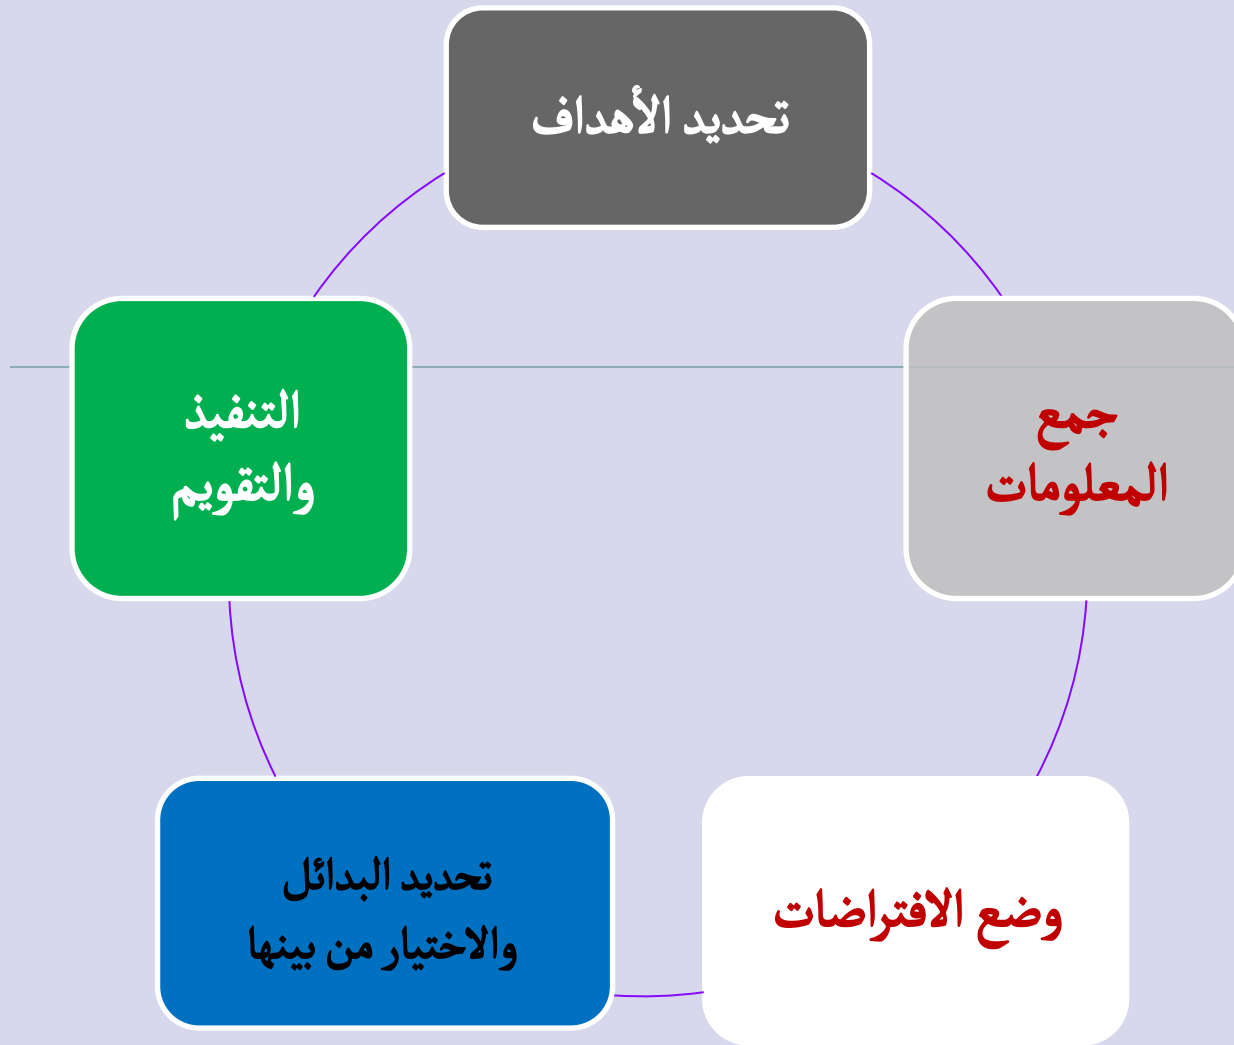 تحديد الأهداف
جمع
المعلومات
وضع الافتراضات
تحديد البدائل
والاختيار من بينها
التنفيذ
والتقويم